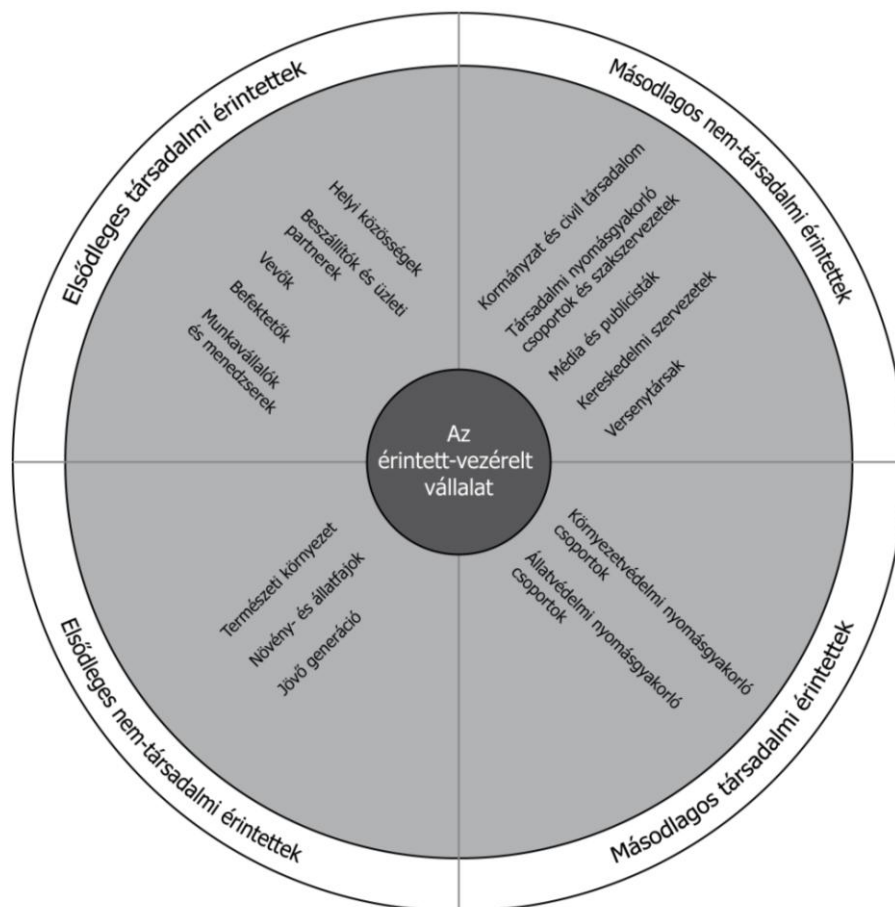 Elsődleges társadalmi érintettek
Helyi közösségek
Beszállítók és üzleti
partnerek
Vevők
Befektetők
Munkavállalók
és menedzserek
Másodlagos nem-társadalmi érintettek
Kormányzat és civil társadalom
Társadalmi nyomásgyakorló
csoportok és szakszervezetek
Média és publicisták
Kereskedelmi szervezetek
Versenytársak
Az
érintett-vezérelt
vállalat
Elsődleges nem-társadalmi érintettek
Természeti környezet
Növény- és állatfajok
Jövő generáció
Másodlagos társadalmi érintettek
Környezetvédelmi nyomásgyakorló
csoportok
Állatvédelmi nyomásgyakorló
csoportok